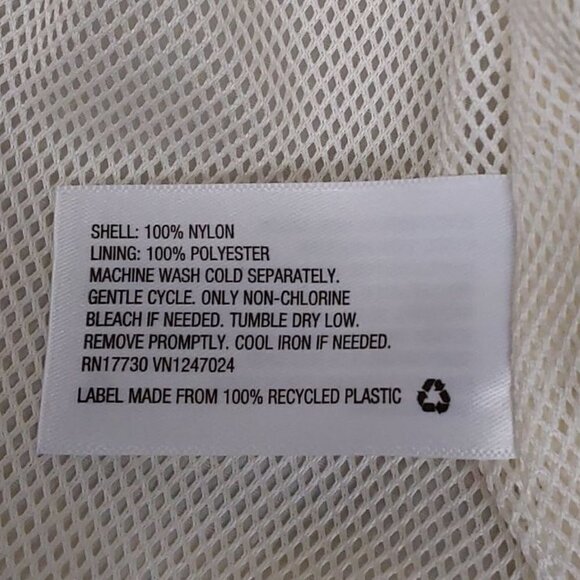 SHELL: 100% NYLON
LINING: 100% POLYESTER
MACHINE WASH COLD SEPARATELY.
GENTLE CYCLE. ONLY NON-CHLORINE
BLEACH IF NEEDED. TUMBLE DRY LOW.
REMOVE PROMPTLY. COOL IRON IF NEEDED.
RN17730 VN1247024
LABEL MADE FROM 100% RECYCLED PLASTIC